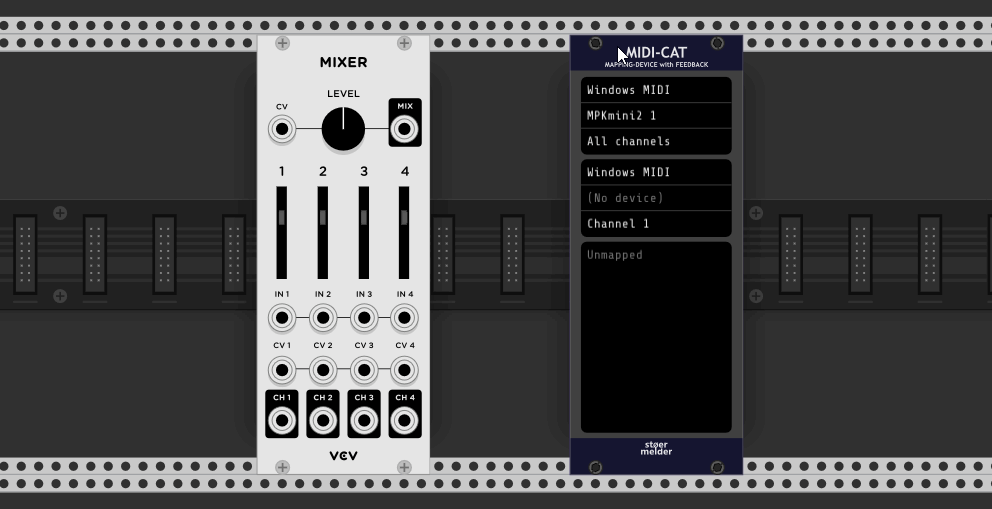 MIXER
LEVEL
CV
MIX
1 2 3 4
IN 1 IN 2 IN 3 IN 4
CV 1 CV 2 CV 3 CV 4
CH 1 CH 2 CH 3 CH 4
VCV
MIDI-CAT
MAPPING-DEVICE with FEEDBACK
Windows MIDI
MPKmini2 1
All channels
Windows MIDI
(No device)
Channel 1
Unmapped
støer
melder